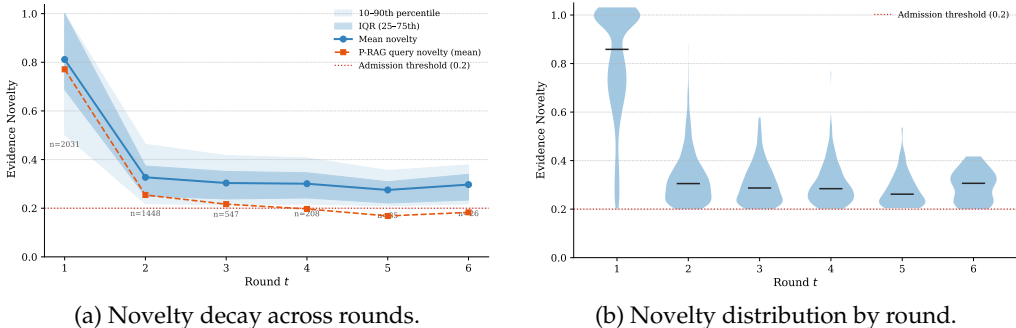 10–90th percentile
IQR (25–75th)
Mean novelty
P-RAG query novelty (mean)
Admission threshold (0.2)
Evidence Novelty
1.0
0.8
0.6
0.4
0.2
0.0
n=2031
n=1448
n=547
n=208
1 2 3 4 5 6
Round t
(a) Novelty decay across rounds.
Admission threshold (0.2)
Evidence Novelty
1.0
0.8
0.6
0.4
0.2
0.0
1 2 3 4 5 6
Round t
(b) Novelty distribution by round.